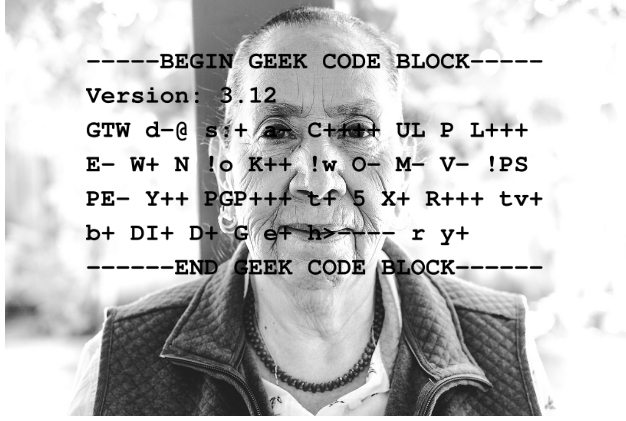 -----BEGIN GEEK CODE BLOCK-----
Version: 3.12
GTW d-@ s:+ a- C++++ UL P L+++
E- W+ N !o K++ !w O- M- V- !PS
PE- Y++ PGP+++ t+ 5 X+ R+++ tv+
b+ DI+ D+ G e+ h>---- r y+
------END GEEK CODE BLOCK------